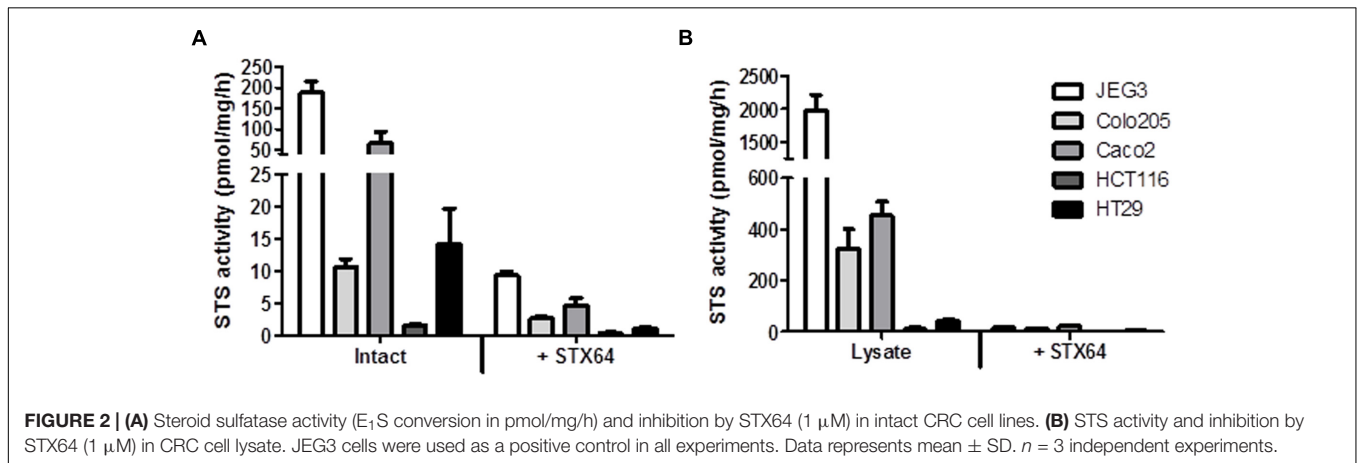 A
B
STS activity (pmol/mg/h)
250
200
150
100
50
25
20
15
10
5
0
Intact
+ STX64
STS activity (pmol/mg/h)
2500
2000
1500
600
400
200
0
Lysate
+ STX64
JEG3
Colo205
Caco2
HCT116
HT29
FIGURE 2 | (A) Steroid sulfatase activity (E₁S conversion in pmol/mg/h) and inhibition by STX64 (1 μM) in intact CRC cell lines. (B) STS activity and inhibition by
STX64 (1 μM) in CRC cell lysate. JEG3 cells were used as a positive control in all experiments. Data represents mean ± SD. n = 3 independent experiments.